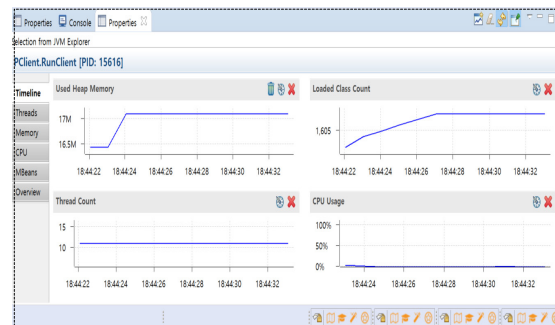 Properties Console Properties
Selection from JVM Explorer
PClient.RunClient [PID: 15616]
Timeline
Threads
Memory
CPU
MBeans
Overview
Used Heap Memory
17M
16.5M
18:44:22 18:44:24 18:44:26 18:44:28 18:44:30 18:44:32
Loaded Class Count
1,605
18:44:22 18:44:24 18:44:26 18:44:28 18:44:30 18:44:32
Thread Count
15
10
18:44:22 18:44:24 18:44:26 18:44:28 18:44:30 18:44:32
CPU Usage
100%
50%
0%
18:44:24 18:44:26 18:44:28 18:44:30 18:44:32